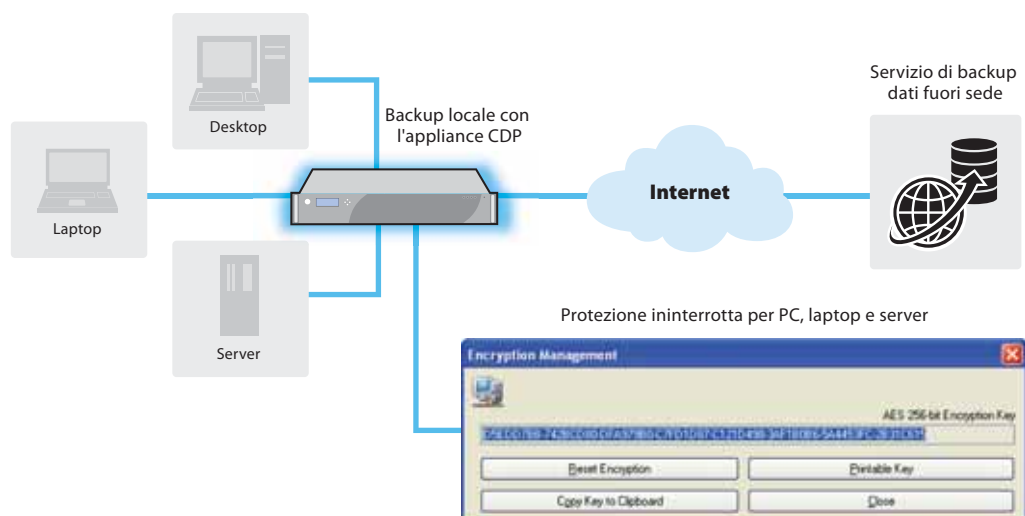 Desktop
Backup locale con
l'appliance CDP
Servizio di backup
dati fuori sede
Laptop
Internet
Server
Protezione ininterrotta per PC, laptop e server
Encryption Management
AES 256-bit Encryption Key
Reset Encryption
Printable Key
Copy Key to Clipboard
Close